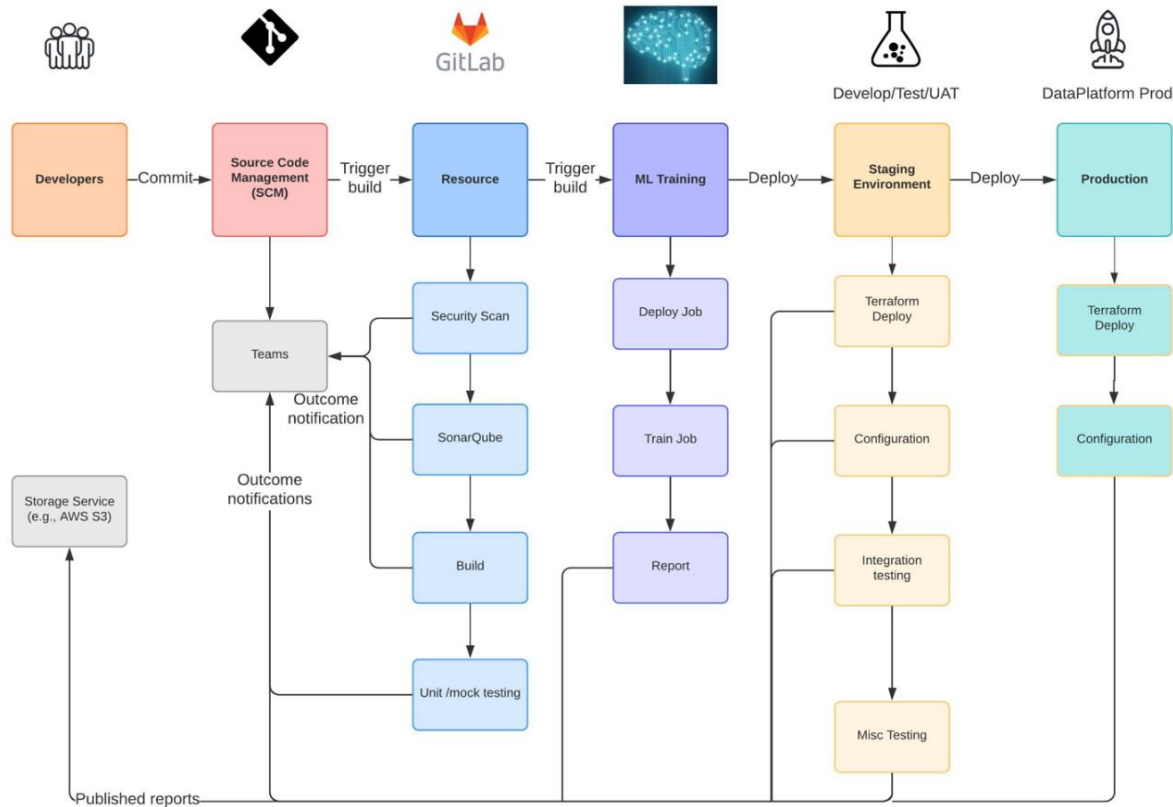 GitLab
Develop/Test/UAT
DataPlatform Prod
Developers
Commit
Source Code
Management
(SCM)
Trigger
build
Resource
Trigger
build
ML Training
Deploy
Staging
Environment
Deploy
Production
Security Scan
Deploy Job
Terraform
Deploy
Terraform
Deploy
Teams
Outcome
notification
SonarQube
Train Job
Configuration
Configuration
Outcome
notifications
Storage Service
(e.g., AWS S3)
Build
Report
Integration
testing
Unit /mock testing
Misc Testing
Published reports